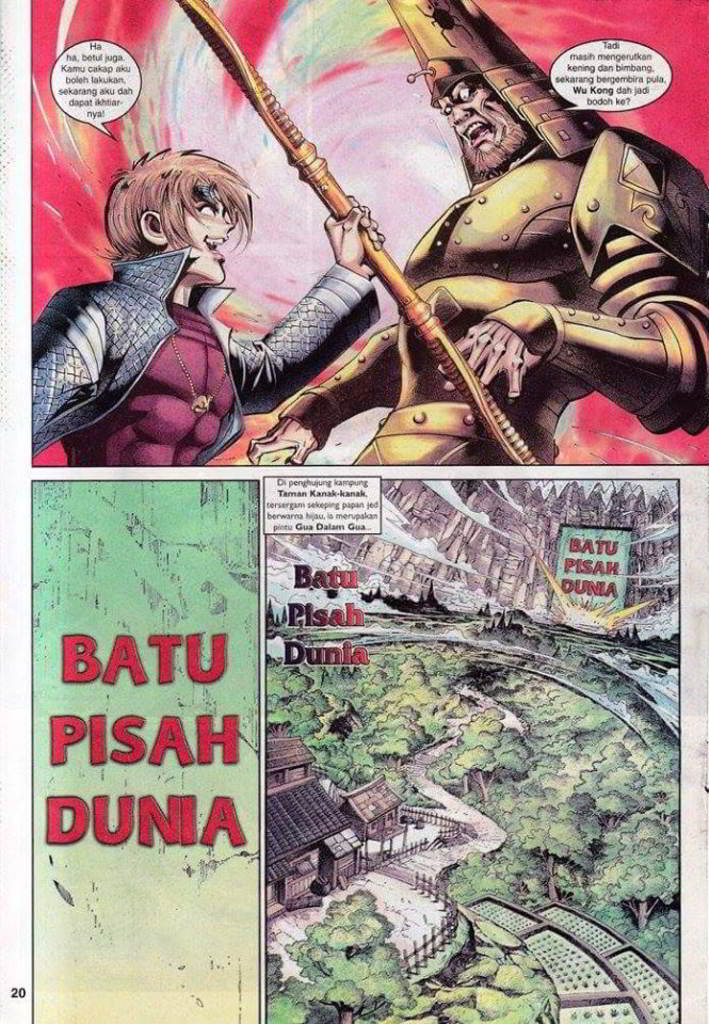 Ha
ha, betul juga.
Kamu cakap aku
boleh lakukan,
sekarang aku dah
dapat ikhtiar-
nya!
Tadi
masih mengerutkan
kening dan bimbang,
sekarang bergembira pula,
Wu Kong dah jadi
bodoh ke?
Di penghujung kampung
Taman Kanak-kanak,
tersergam sekeping papan jed
berwarna hijau, ia merupakan
pintu Gua Dalam Gua...
BATU
PISAH
DUNIA
Batu
Pisah
Dunia
BATU
PISAH
DUNIA
20